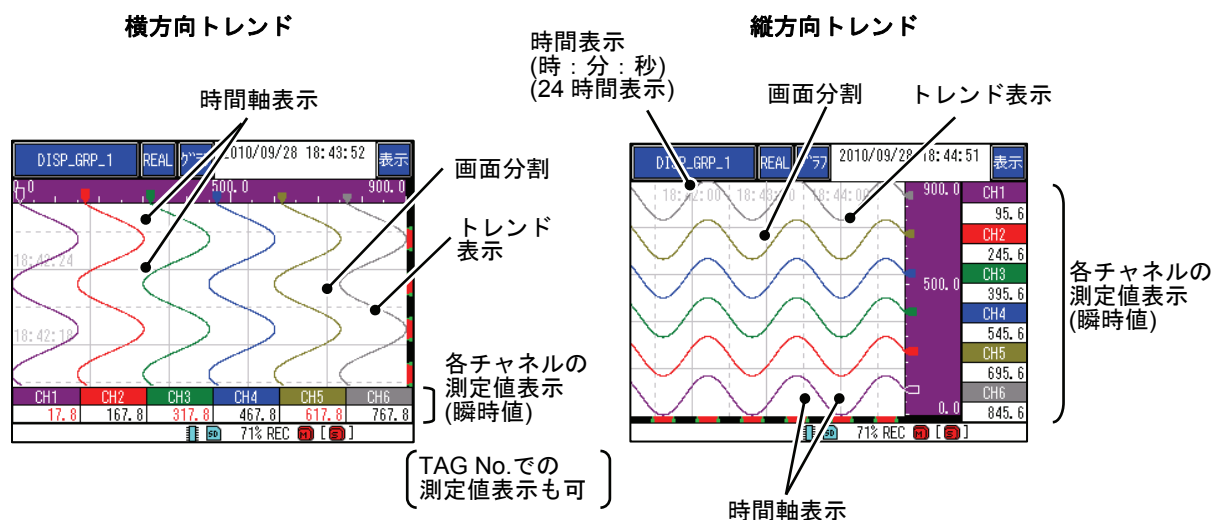 横方向トレンド
時間軸表示
画面分割
トレンド
表示
DISP_GRP_1 REAL グラフ 2010/09/28 18:43:52 表示
500.0 900.0
18:42:24
18:42:18
CH1 CH2 CH3 CH4 CH5 CH6
17.8 167.8 317.8 467.8 617.8 767.8
SD 71% REC M [ S ]
各チャネルの
測定値表示
(瞬時値)
TAG No.での
測定値表示も可
縦方向トレンド
時間表示
(時：分：秒)
(24 時間表示)
画面分割
トレンド表示
DISP_GRP_1 REAL グラフ 2010/09/28 18:44:51 表示
18:44:00
900.0
500.0
0.0
CH1
95.6
CH2
245.6
CH3
395.6
CH4
545.6
CH5
695.6
CH6
845.6
SD 71% REC M [ S ]
各チャネルの
測定値表示
(瞬時値)
時間軸表示